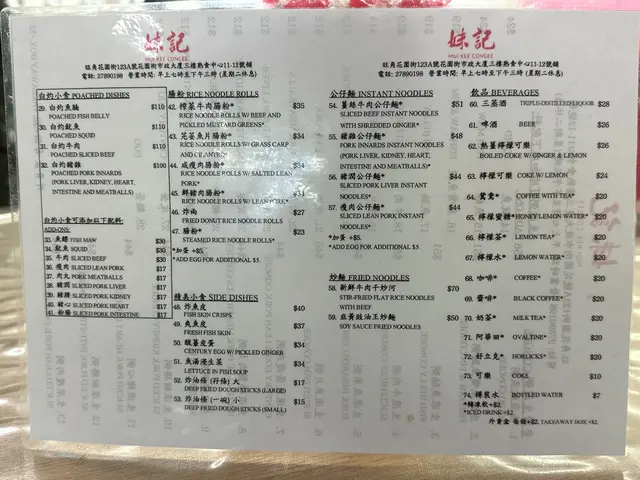 妹記
MUI KEE CONGEE
旺角花園街123A號花園街市政大廈三樓熟食中心11-12號舖
電話: 27890198 營業時間: 早上七時至下午三時 (星期二休息)
妹記
MUI KEE CONGEE
旺角花園街123A號花園街市政大廈三樓熟食中心11-12號舖
電話: 27890198 營業時間: 早上七時至下午三時 (星期二休息)
白灼小食 POACHED DISHES
29. 白灼魚腩 $110
POACHED FISH BELLY
30. 白灼魷魚 $110
POACHED SQUID
31. 白灼牛肉 $110
POACHED SLICED BEEF
32. 白灼豬雜 $100
POACHED PORK INNARDS
(PORK LIVER, KIDNEY, HEART,
INTESTINE)
白灼小食可添加以下配料:
ADD-ONS:
33. 魚鰾 FISH MAW $30
34. 魷魚 SQUID $30
35. 牛肉 SLICED BEEF $30
36. 瘦肉 SLICED LEAN PORK $17
37. 肉丸 PORK MEATBALLS $17
38. 豬潤 SLICED PORK LIVER $17
39. 豬腰 SLICED PORK KIDNEY $17
40. 豬心 SLICED PORK HEART $17
41. 粉腸 SLICED PORK INTESTINE $17
腸粉 RICE NOODLE ROLLS
42. 榨菜牛肉腸粉* $35
RICE NOODLE ROLLS W/ BEEF AND
PICKLED MUSTARD GREENS*
43. 芫荽魚片腸粉* $34
RICE NOODLE ROLLS W/ GRASS CARP
AND CILANTRO*
44. 咸瘦肉腸粉* $34
RICE NOODLE ROLLS W/ SALTED LEAN
PORK*
45. 鮮豬肉腸粉* $34
RICE NOODLE ROLLS W/ LEAN PORK*
46. 炸兩 $27
FRIED DONUT RICE NOODLE ROLLS
47. 腸粉* $23
STEAMED RICE NOODLE ROLLS*
*加蛋 + $5.
*ADD EGG FOR ADDITIONAL $5.
精美小食 SIDE DISHES
48. 炸魚皮 $40
FISH SKIN CRISPS
49. 爽魚皮 $37
FRESH FISH SKIN
50. 酸薑皮蛋 $34
CENTURY EGG W/ PICKLED GINGER
51. 魚湯浸生菜 $34
LETTUCE IN FISH SOUP
52. 炸油條 (孖條) 大 $17
DEEP FRIED DOUGH STICKS (LARGE)
53. 炸油條 (一碗) 小 $15
DEEP FRIED DOUGH STICKS (SMALL)
公仔麵 INSTANT NOODLES
54. 薑葱牛肉公仔麵* $51
SLICED BEEF INSTANT NOODLES
WITH SHREDDED GINGER*
55. 豬雜公仔麵* $48
PORK INNARDS INSTANT NOODLES
(PORK LIVER, KIDNEY, HEART,
INTESTINE AND MEATBALLS)*
56. 豬潤公仔麵* $44
SLICED PORK LIVER INSTANT
NOODLES*
57. 瘦肉公仔麵* $44
SLICED LEAN PORK INSTANT
NOODLES*
*加蛋 + $5.
*ADD EGG FOR ADDITIONAL $5.
炒麵 FRIED NOODLES
58. 新鮮牛肉干炒河 $70
STIR-FRIED FLAT RICE NOODLES
WITH BEEF
59. 豆黃豉油王炒麵 $50
SOY SAUCE FRIED NOODLES
飲品 BEVERAGES
60. 三蒸酒 TRIPLE-DISTILLED LIQUOR $28
61. 啤酒 BEER $26
62. 熱薑檸檬可樂 $26
BOILED COKE W/ GINGER & LEMON
63. 檸檬可樂 COKE W/ LEMON $24
64. 鴛鴦* COFFEE WITH TEA* $20
65. 檸檬蜜糖* HONEY LEMON WATER* $20
66. 檸檬茶* LEMON TEA* $20
67. 檸檬水* LEMON WATER* $20
68. 咖啡* COFFEE* $20
69. 齋啡* BLACK COFFEE* $20
70. 奶茶* MILK TEA* $20
71. 阿華田* OVALTINE* $20
72. 好立克* HORLICKS* $20
73. 可樂 COKE $10
74. 樽裝水 BOTTLED WATER $7
*轉凍飲+$2
*ICED DRINK +$2
外賣盒 每個+$2. TAKEAWAY BOX +$2.